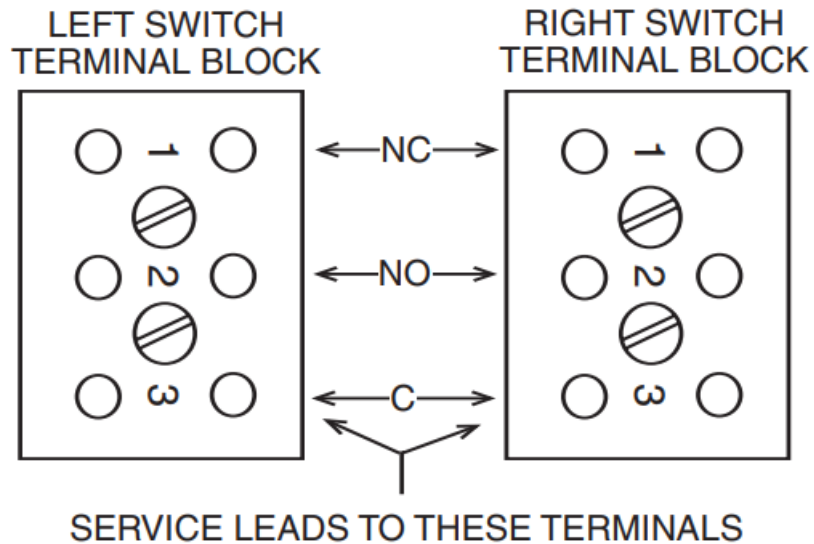 LEFT SWITCH
TERMINAL BLOCK
RIGHT SWITCH
TERMINAL BLOCK
1
NC
1
2
NO
2
3
C
3
SERVICE LEADS TO THESE TERMINALS